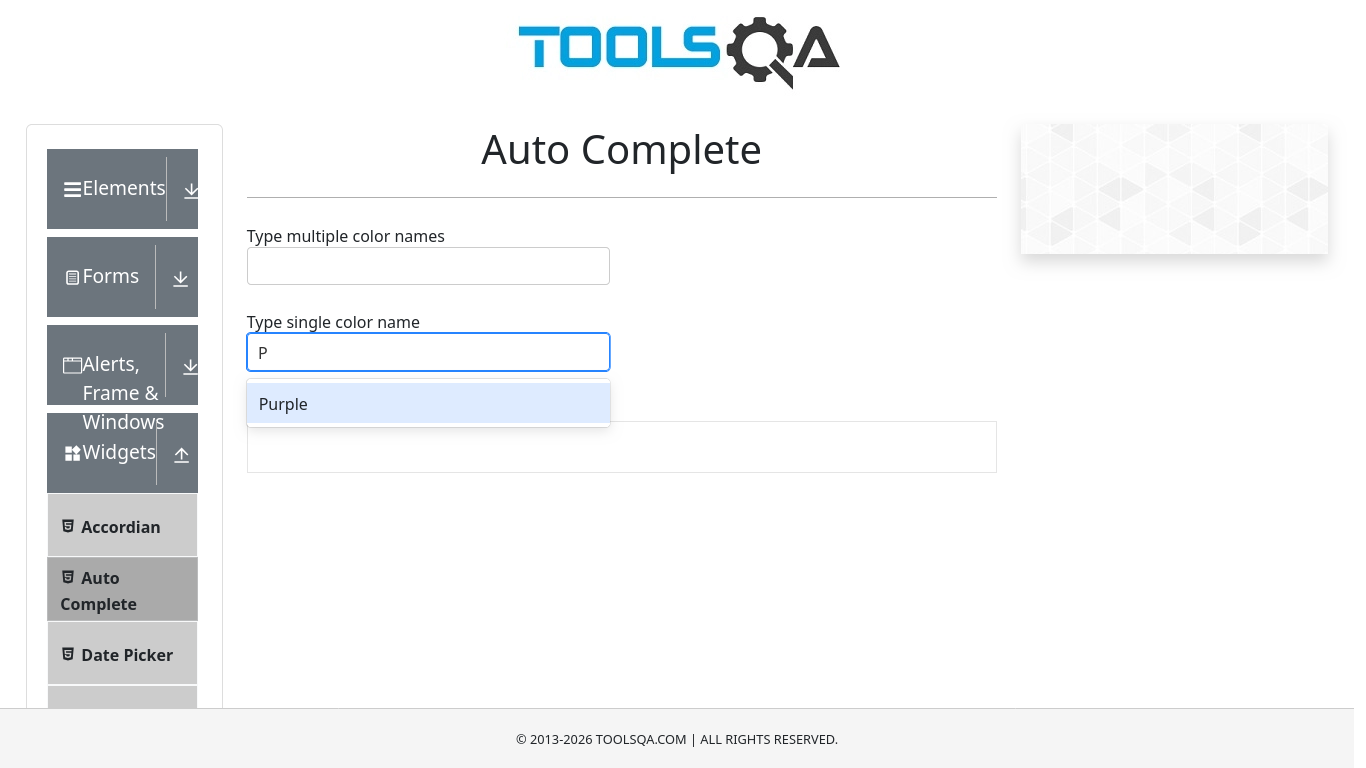 TOOLSQA
Auto Complete
Elements
Forms
Alerts,
Frame &
Windows
Widgets
Accordian
Auto
Complete
Date Picker
Type multiple color names
Type single color name
P
Purple
© 2013-2026 TOOLSQA.COM | ALL RIGHTS RESERVED.